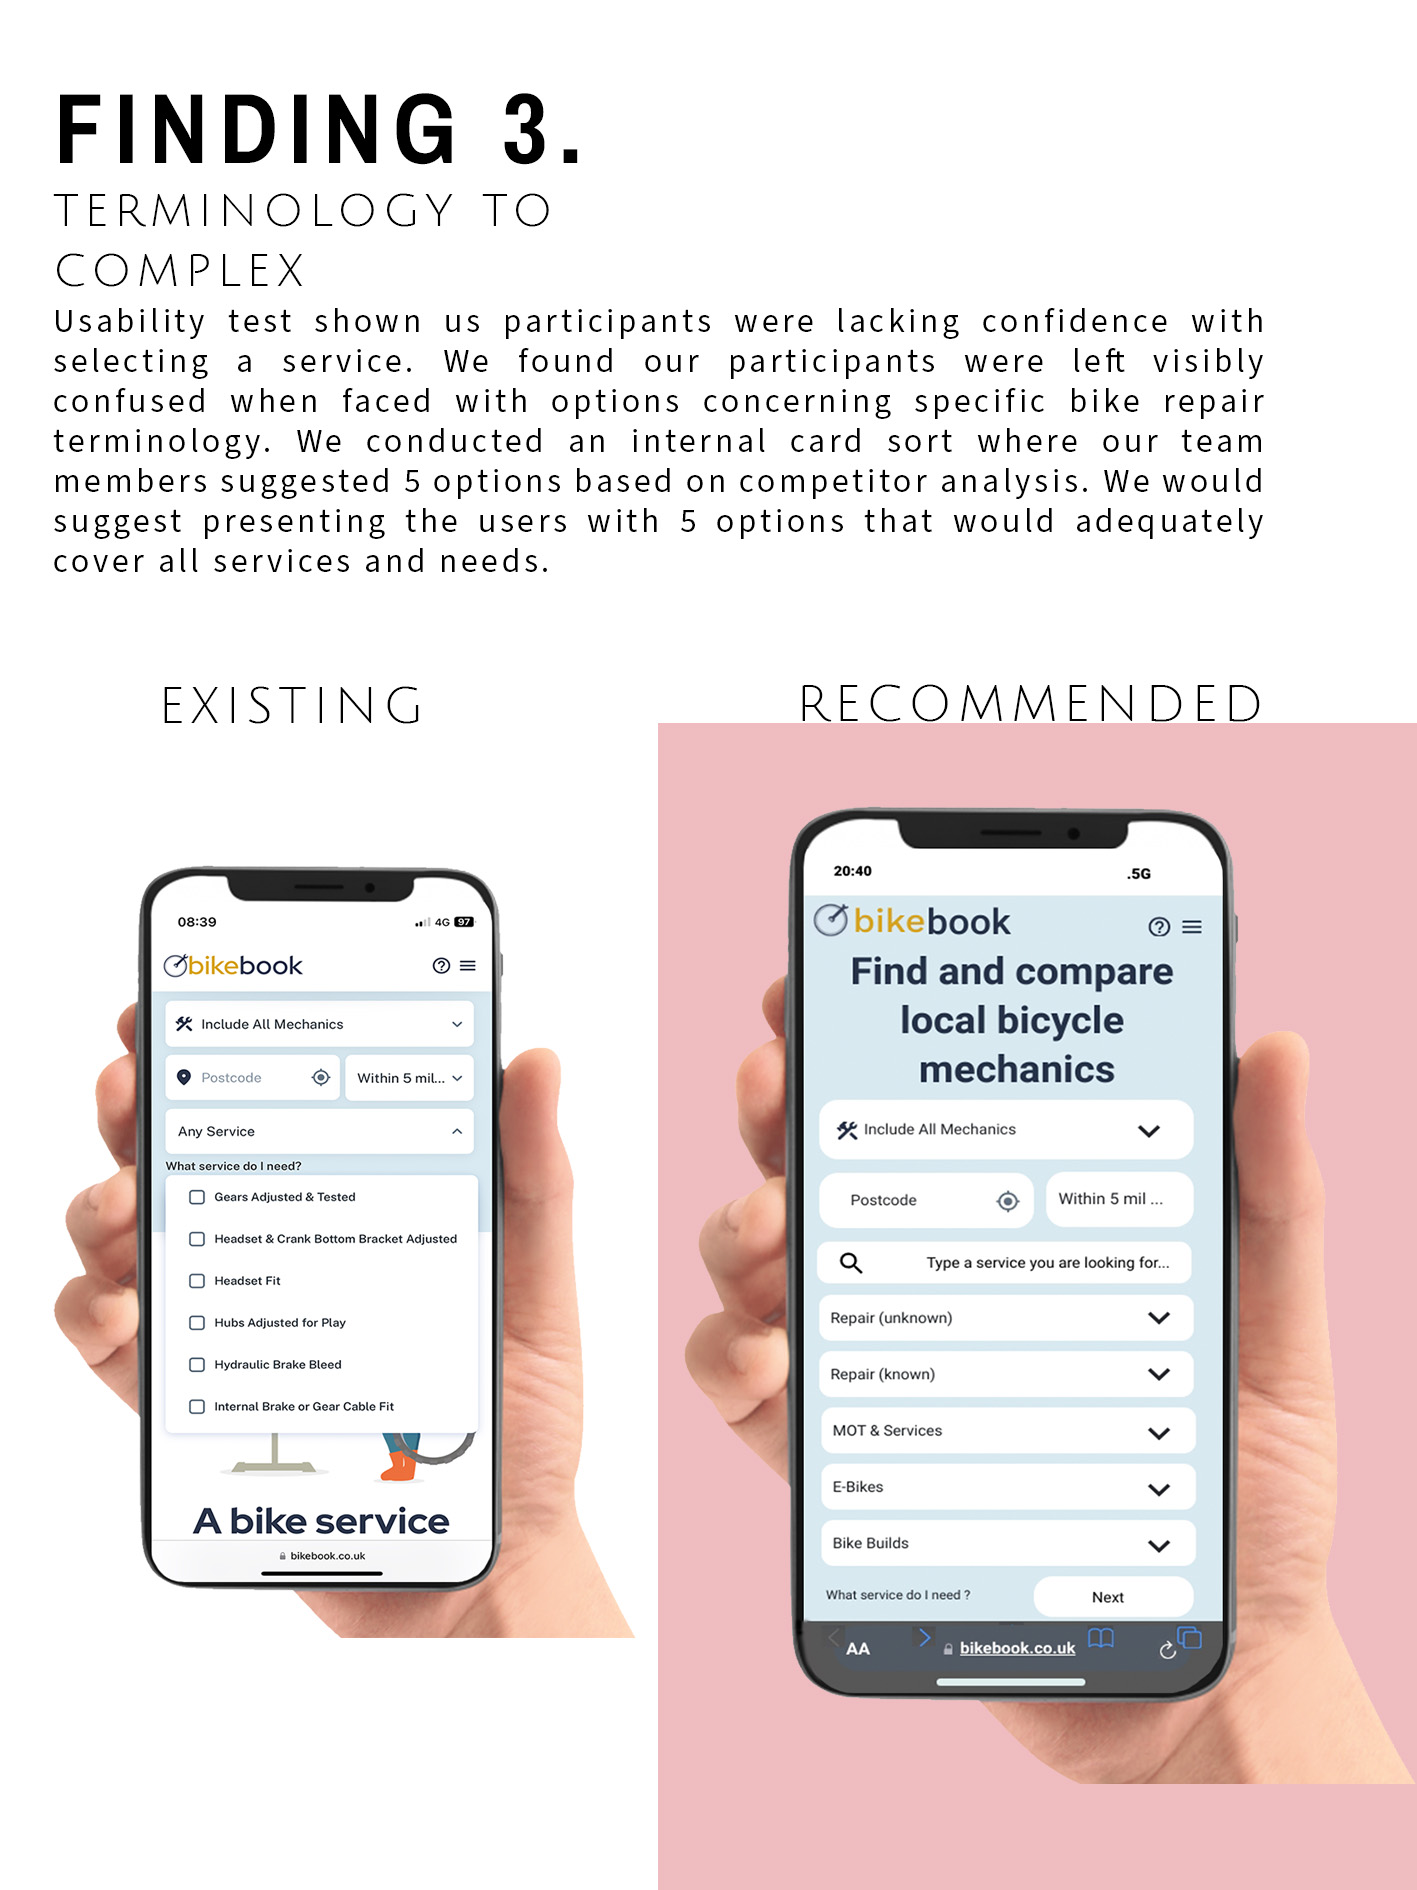 FINDING 3.
TERMINOLOGY TO
COMPLEX
Usability test shown us participants were lacking confidence with
selecting a service. We found our participants were left visibly
confused when faced with options concerning specific bike repair
terminology. We conducted an internal card sort where our team
members suggested 5 options based on competitor analysis. We would
suggest presenting the users with 5 options that would adequately
cover all services and needs.
EXISTING
08:39 4G 97
bikebook
Include All Mechanics
Postcode Within 5 mil...
Any Service
What service do I need?
Gears Adjusted & Tested
Headset & Crank Bottom Bracket Adjusted
Headset Fit
Hubs Adjusted for Play
Hydraulic Brake Bleed
Internal Brake or Gear Cable Fit
A bike service
bikebook.co.uk
RECOMMENDED
20:40 .5G
bikebook
Find and compare
local bicycle
mechanics
Include All Mechanics
Postcode Within 5 mil ...
Type a service you are looking for...
Repair (unknown)
Repair (known)
MOT & Services
E-Bikes
Bike Builds
What service do I need ? Next
AA bikebook.co.uk